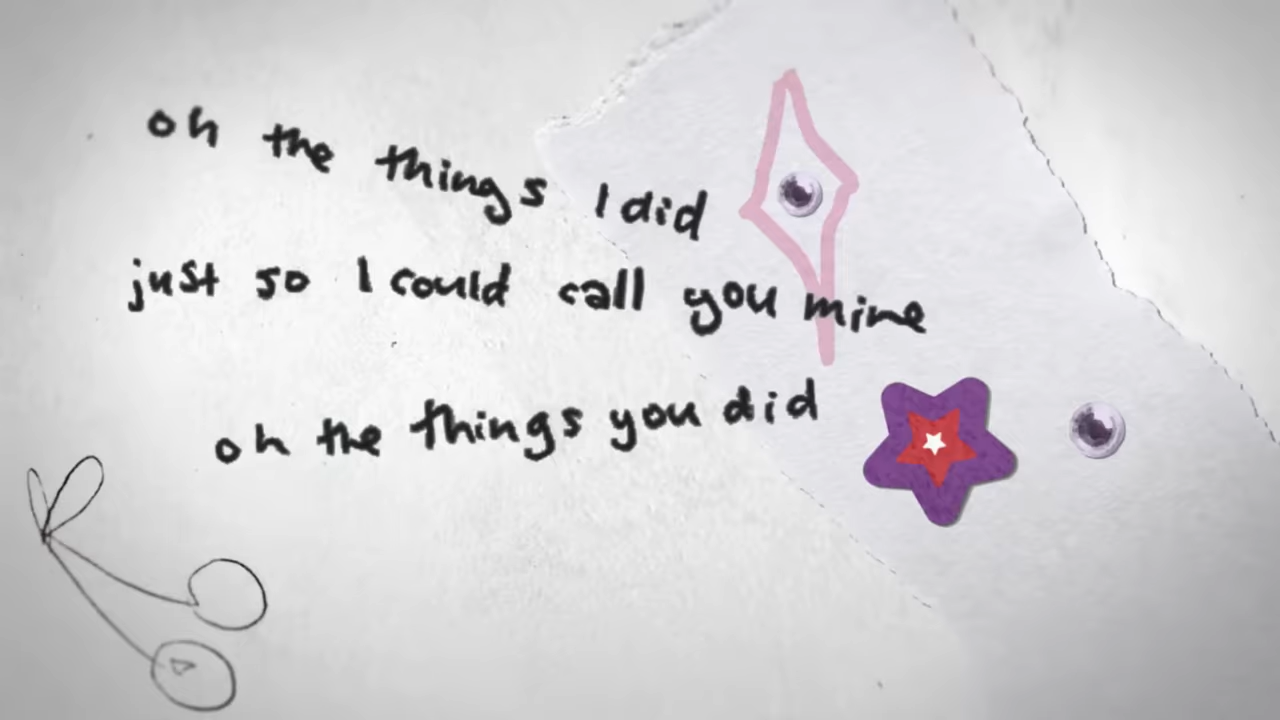 oh the things I did
just so I could call you mine
oh the things you did